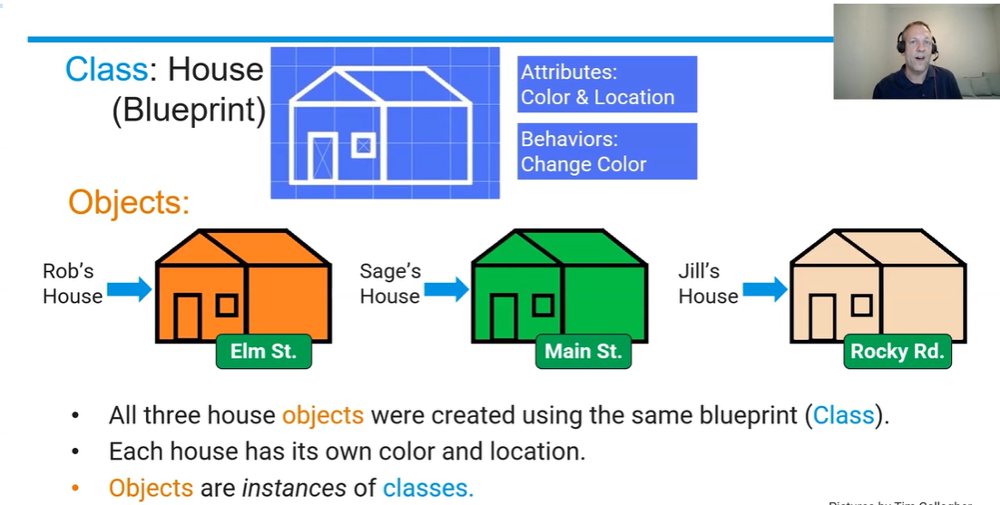 Class: House
(Blueprint)
Attributes:
Color & Location
Behaviors:
Change Color
Objects:
Rob's
House
Elm St.
Sage's
House
Main St.
Jill's
House
Rocky Rd.
• All three house objects were created using the same blueprint (Class).
• Each house has its own color and location.
• Objects are instances of classes.
Pictures by Tim Gallagher